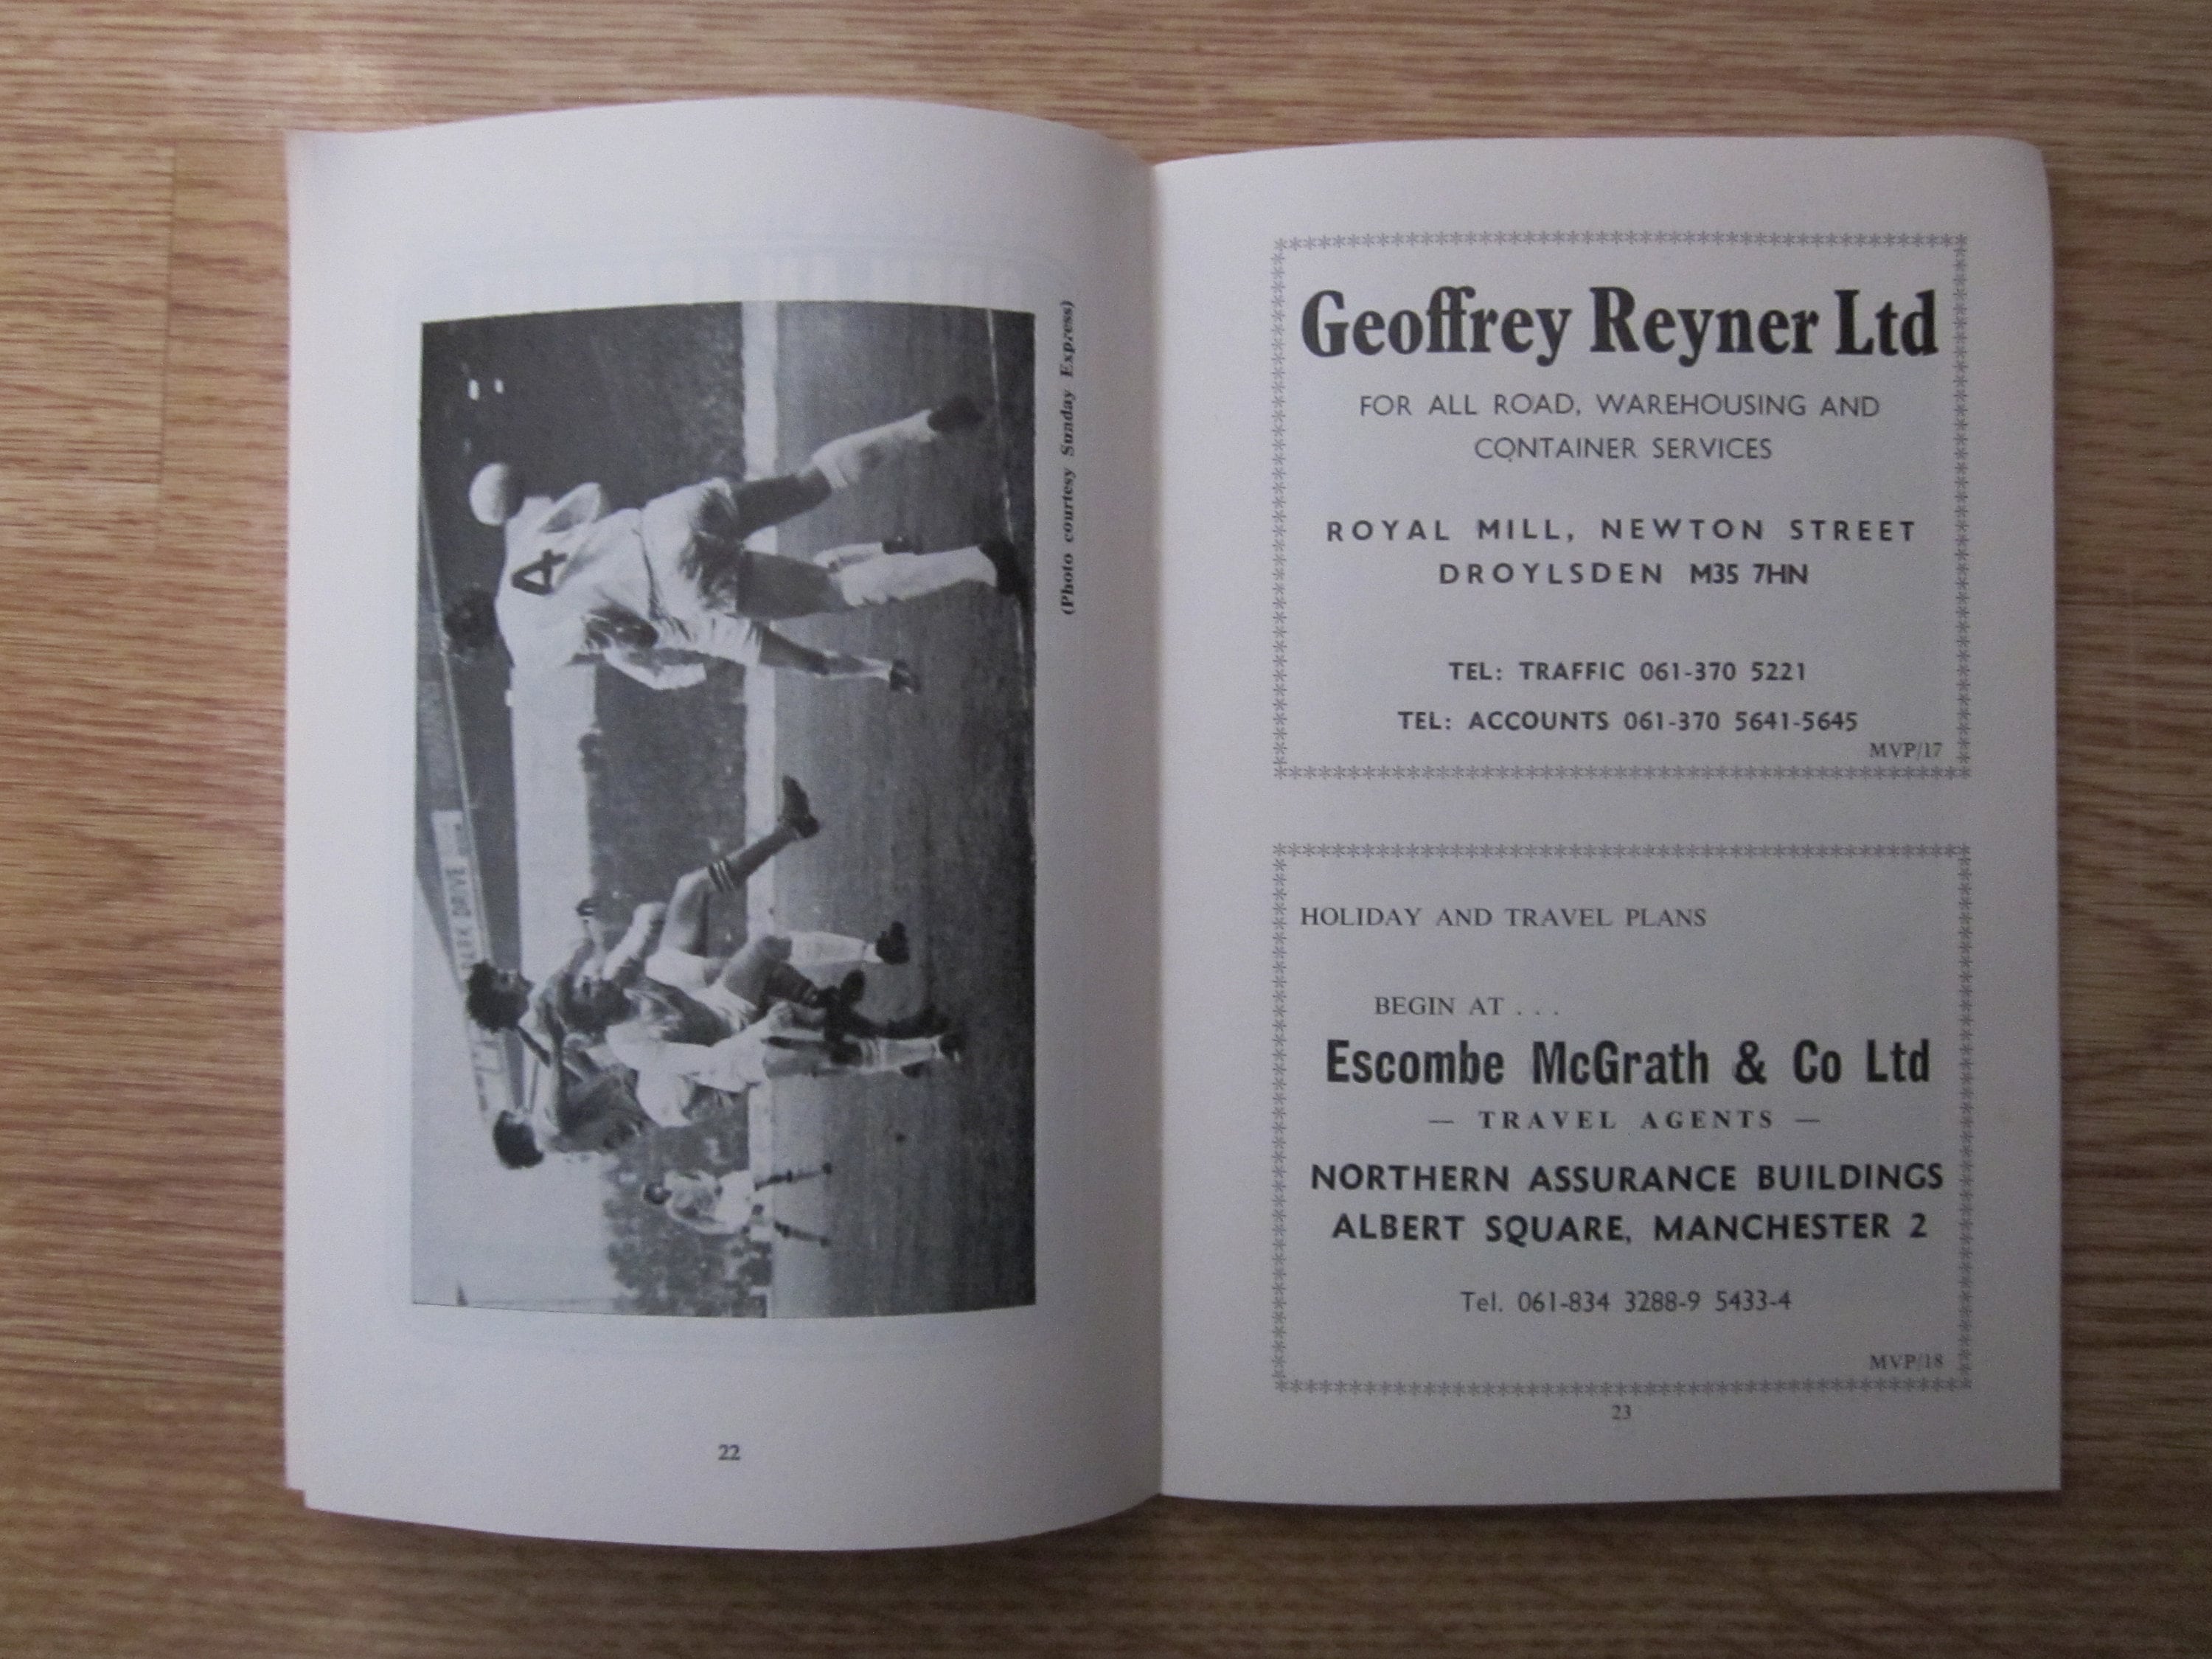 4
(Photo courtesy Sunday Express)
22
Geoffrey Reyner Ltd
FOR ALL ROAD, WAREHOUSING AND
CONTAINER SERVICES
ROYAL MILL, NEWTON STREET
DROYLSDEN M35 7HN
TEL: TRAFFIC 061-370 5221
TEL: ACCOUNTS 061-370 5641-5645
MVP/17
HOLIDAY AND TRAVEL PLANS
BEGIN AT . . .
Escombe McGrath & Co Ltd
— TRAVEL AGENTS —
NORTHERN ASSURANCE BUILDINGS
ALBERT SQUARE, MANCHESTER 2
Tel. 061-834 3288-9 5433-4
MVP/18
23